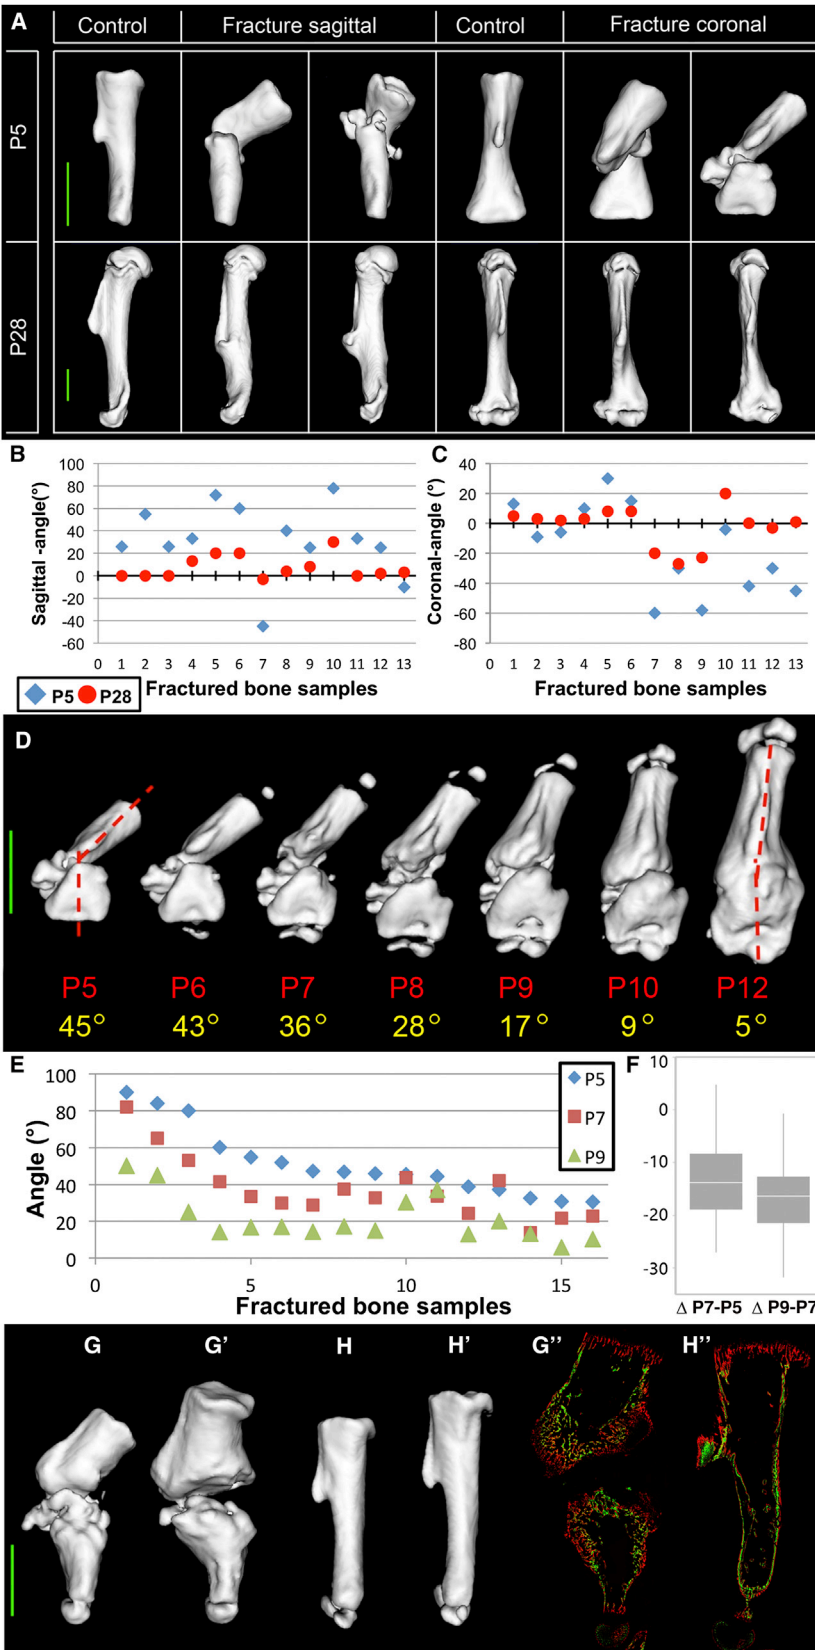 A Control Fracture sagittal Control Fracture coronal
P5
P28
B
100
80
60
40
20
0
-20
-40
-60
Sagittal -angle(°)
0 1 2 3 4 5 6 7 8 9 10 11 12 13
Fractured bone samples
P5 P28
C
40
20
0
-20
-40
-60
-80
Coronal-angle (°)
0 1 2 3 4 5 6 7 8 9 10 11 12 13
Fractured bone samples
D
P5 P6 P7 P8 P9 P10 P12
45° 43° 36° 28° 17° 9° 5°
E
100
80
60
40
20
0
Angle (°)
0 5 10 15
Fractured bone samples
P5
P7
P9
F
10
0
-10
-20
-30
Δ P7-P5 Δ P9-P7
G G’ H H’ G’’ H’’